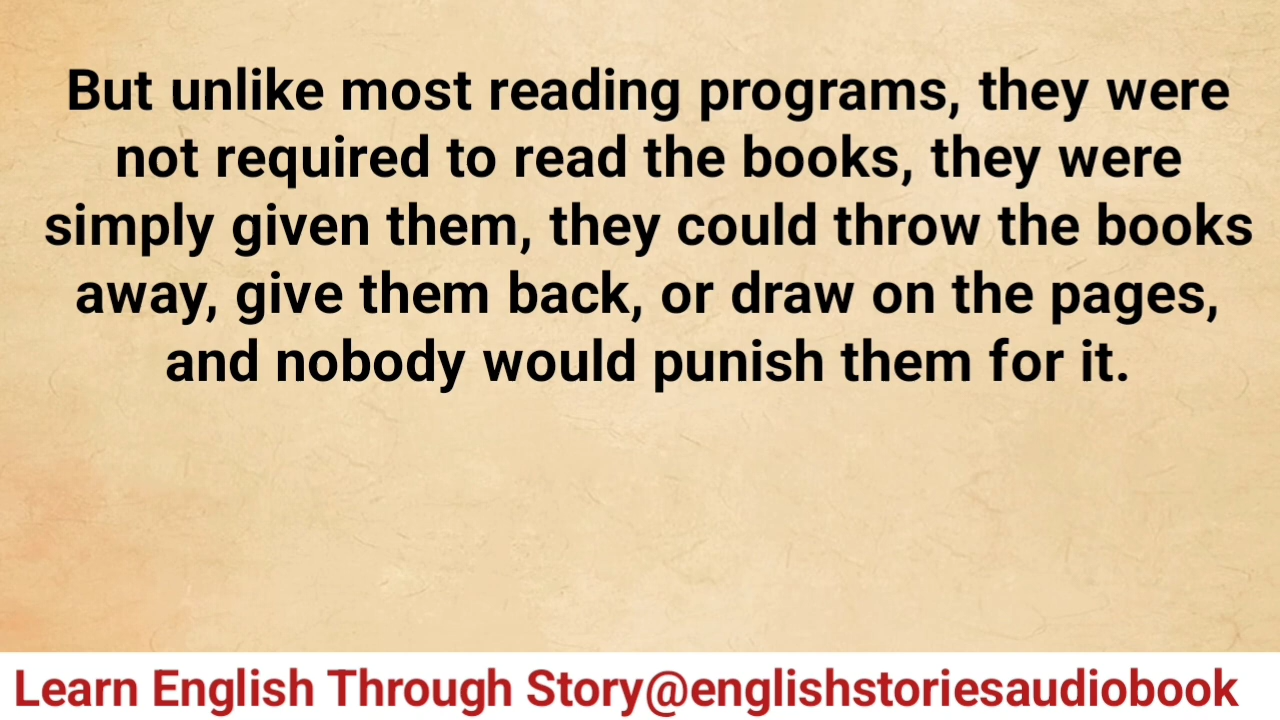 But unlike most reading programs, they were
not required to read the books, they were
simply given them, they could throw the books
away, give them back, or draw on the pages,
and nobody would punish them for it.
Learn English Through Story@englishstoriesaudiobook